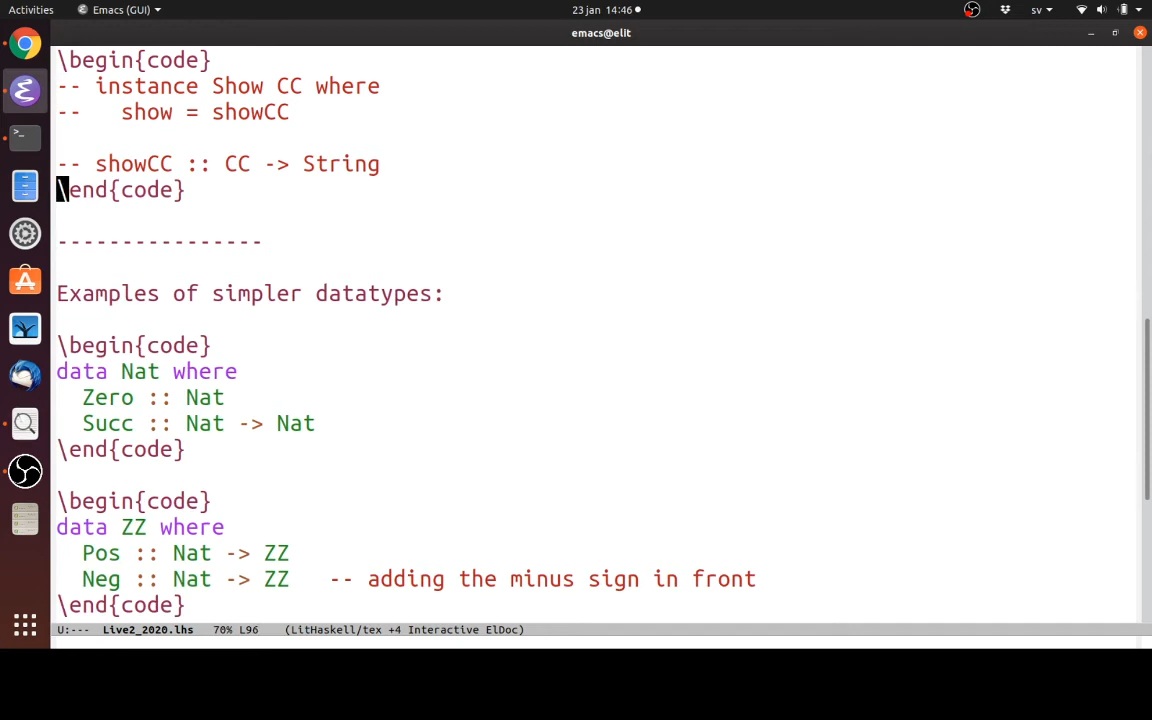 Activities
Emacs (GUI)
23 jan 14:46
sv
emacs@elit
\begin{code}
-- instance Show CC where
--   show = showCC
-- showCC :: CC -> String
\end{code}
----------------
Examples of simpler datatypes:
\begin{code}
data Nat where
  Zero :: Nat
  Succ :: Nat -> Nat
\end{code}
\begin{code}
data ZZ where
  Pos :: Nat -> ZZ
  Neg :: Nat -> ZZ   -- adding the minus sign in front
\end{code}
U:---  Live2_2020.lhs   70% L96    (LitHaskell/tex +4 Interactive ElDoc)